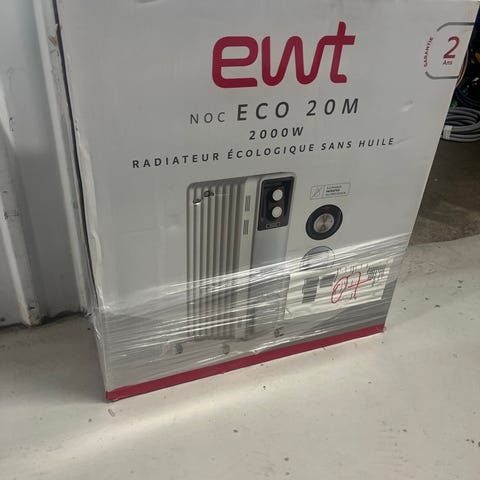 ewt
GARANTIE
2
Ans
NOC ECO 20M
2000W
RADIATEUR ÉCOLOGIQUE SANS HUILE